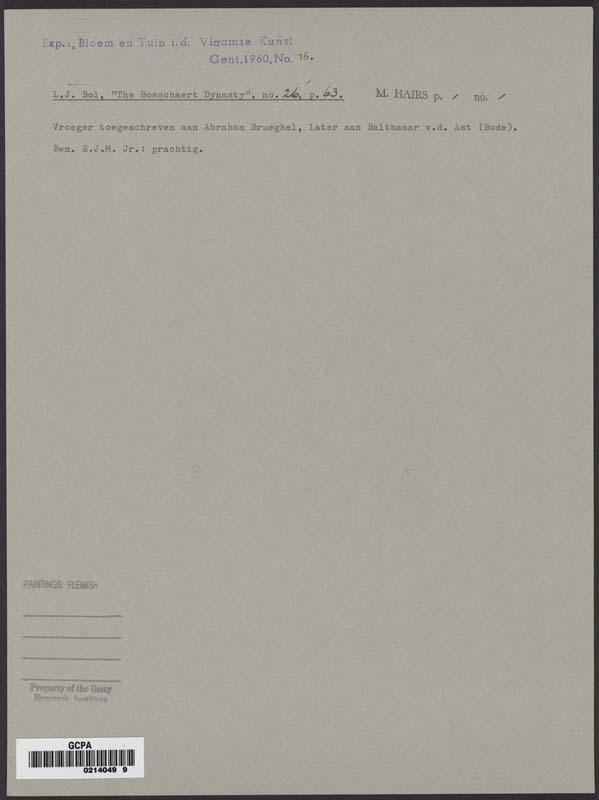 Exp.: Bloem en Tuin i.d. Vlaamse Kunst
Gent, 1960, No. 16.
L.J. Bol, "The Bosschaert Dynasty", no. 26, p. 63. M. HAIRS p. / no. /
Vroeger toegeschreven aan Abraham Brueghel, later aan Balthasar v.d. Ast (Bode).
Bem. E.J.M. Jr.: prachtig.
PAINTINGS: FLEMISH
Property of the Getty
Research Institute
GCPA
0214049 9